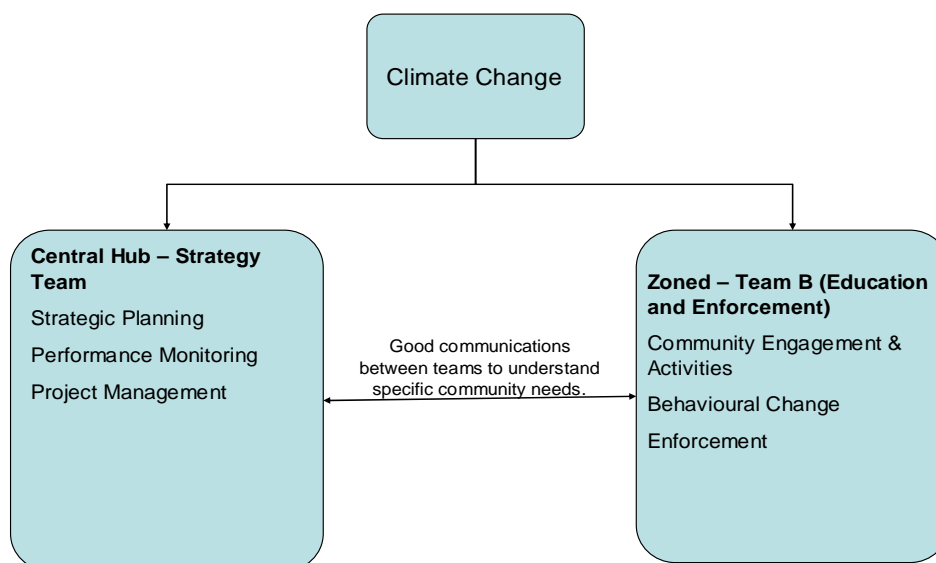 Climate Change
Central Hub – Strategy
Team
Strategic Planning
Performance Monitoring
Project Management
Good communications
between teams to understand
specific community needs.
Zoned – Team B (Education
and Enforcement)
Community Engagement &
Activities
Behavioural Change
Enforcement